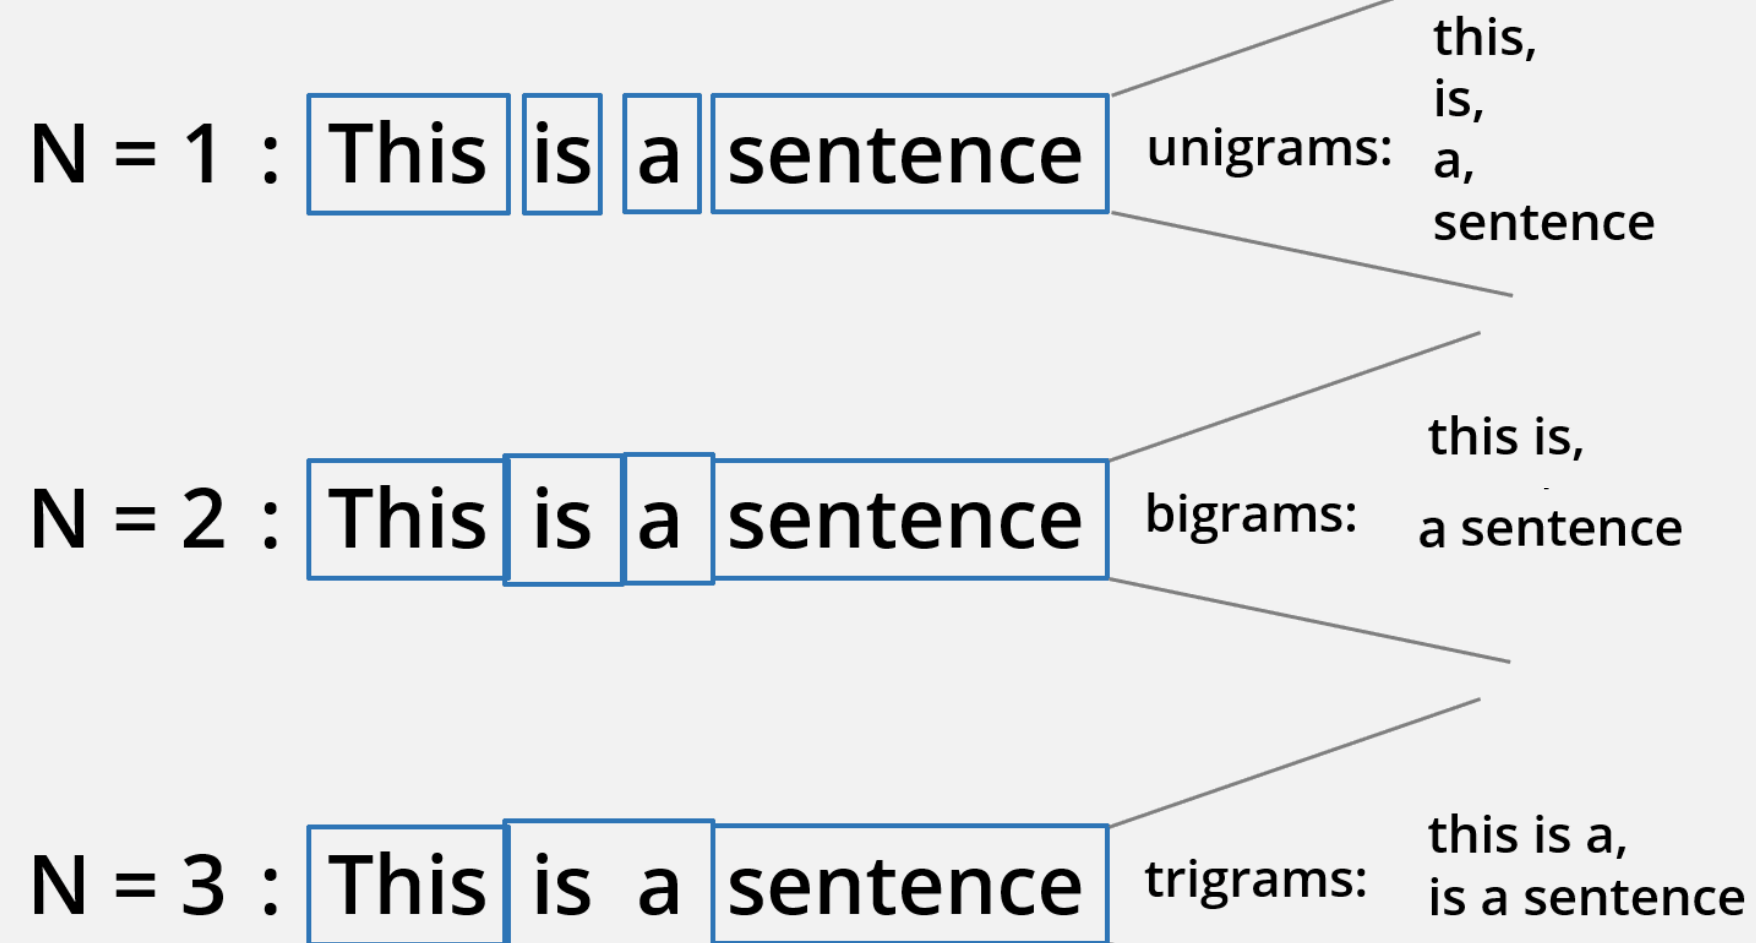 N = 1 : This is a sentence
unigrams:
this,
is,
a,
sentence
N = 2 : This is a sentence
bigrams:
this is,
a sentence
N = 3 : This is a sentence
trigrams:
this is a,
is a sentence